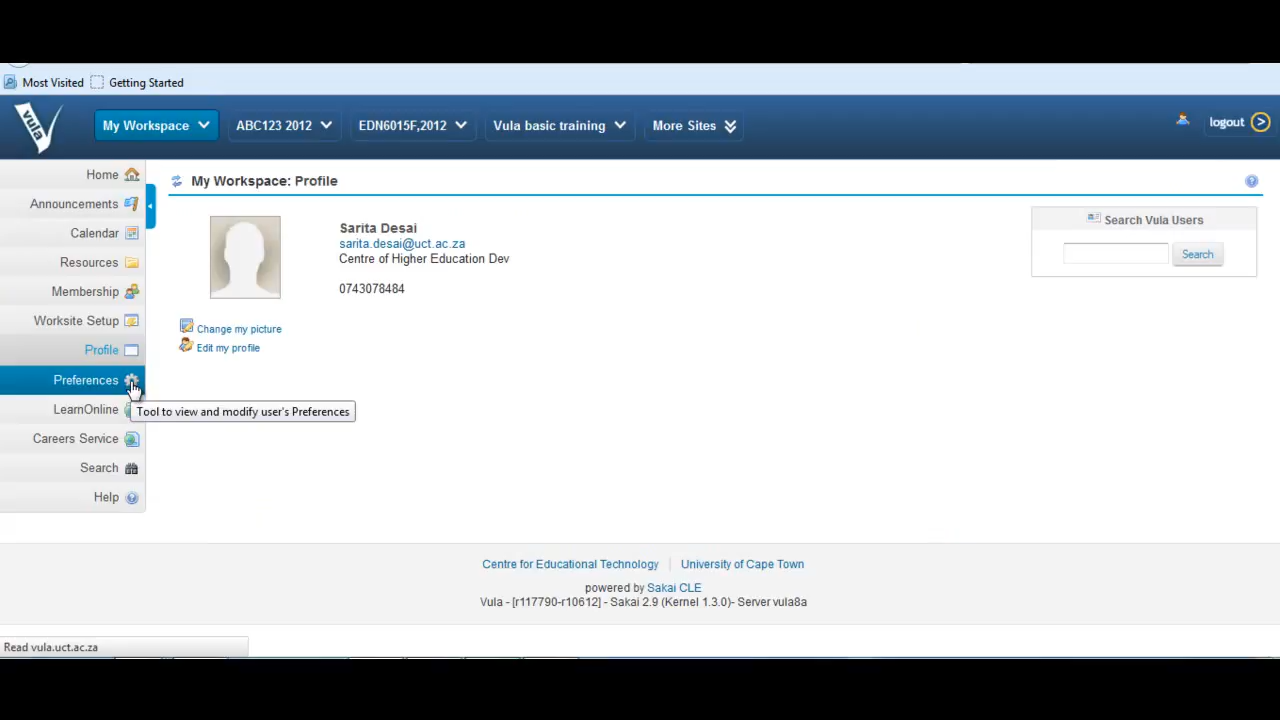 Most Visited Getting Started
vula
My Workspace ABC123 2012 EDN6015F,2012 Vula basic training More Sites logout
Home
Announcements
Calendar
Resources
Membership
Worksite Setup
Profile
Preferences
LearnOnline
Careers Service
Search
Help
My Workspace: Profile
Sarita Desai
sarita.desai@uct.ac.za
Centre of Higher Education Dev
0743078484
Change my picture
Edit my profile
Tool to view and modify user's Preferences
Search Vula Users
Search
Centre for Educational Technology University of Cape Town
powered by Sakai CLE
Vula - [r117790-r10612] - Sakai 2.9 (Kernel 1.3.0)- Server vula8a
Read vula.uct.ac.za